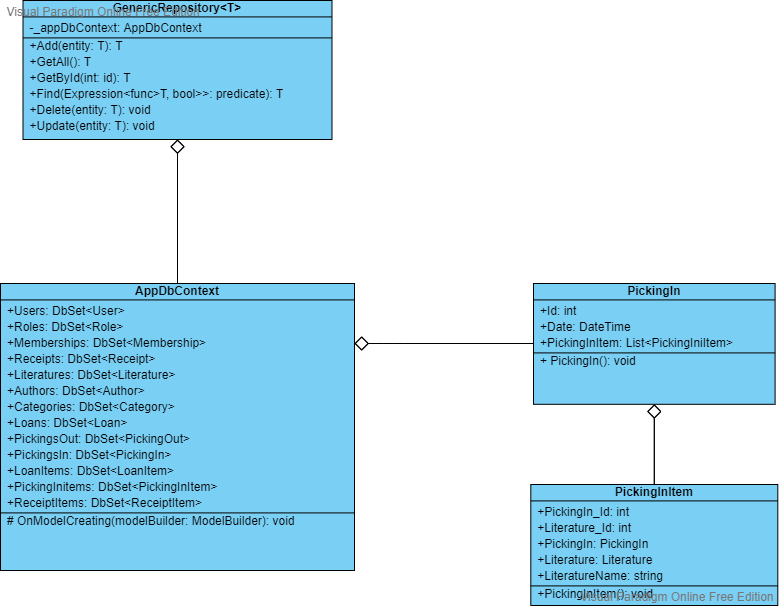 Visual Paradigm Online Free Edition
GenericRepository<T>
-_appDbContext: AppDbContext
+Add(entity: T): T
+GetAll(): T
+GetById(int: id): T
+Find(Expression<func>T, bool>>: predicate): T
+Delete(entity: T): void
+Update(entity: T): void
AppDbContext
+Users: DbSet<User>
+Roles: DbSet<Role>
+Memberships: DbSet<Membership>
+Receipts: DbSet<Receipt>
+Literatures: DbSet<Literature>
+Authors: DbSet<Author>
+Categories: DbSet<Category>
+Loans: DbSet<Loan>
+PickingsOut: DbSet<PickingOut>
+PickingsIn: DbSet<PickingIn>
+LoanItems: DbSet<LoanItem>
+PickingInitems: DbSet<PickingInItem>
+ReceiptItems: DbSet<ReceiptItem>
# OnModelCreating(modelBuilder: ModelBuilder): void
PickingIn
+Id: int
+Date: DateTime
+PickingInItem: List<PickingIniItem>
+ PickingIn(): void
PickingInItem
+PickingIn_Id: int
+Literature_Id: int
+PickingIn: PickingIn
+Literature: Literature
+LiteratureName: string
+PickingInItem(): void
Visual Paradigm Online Free Edition